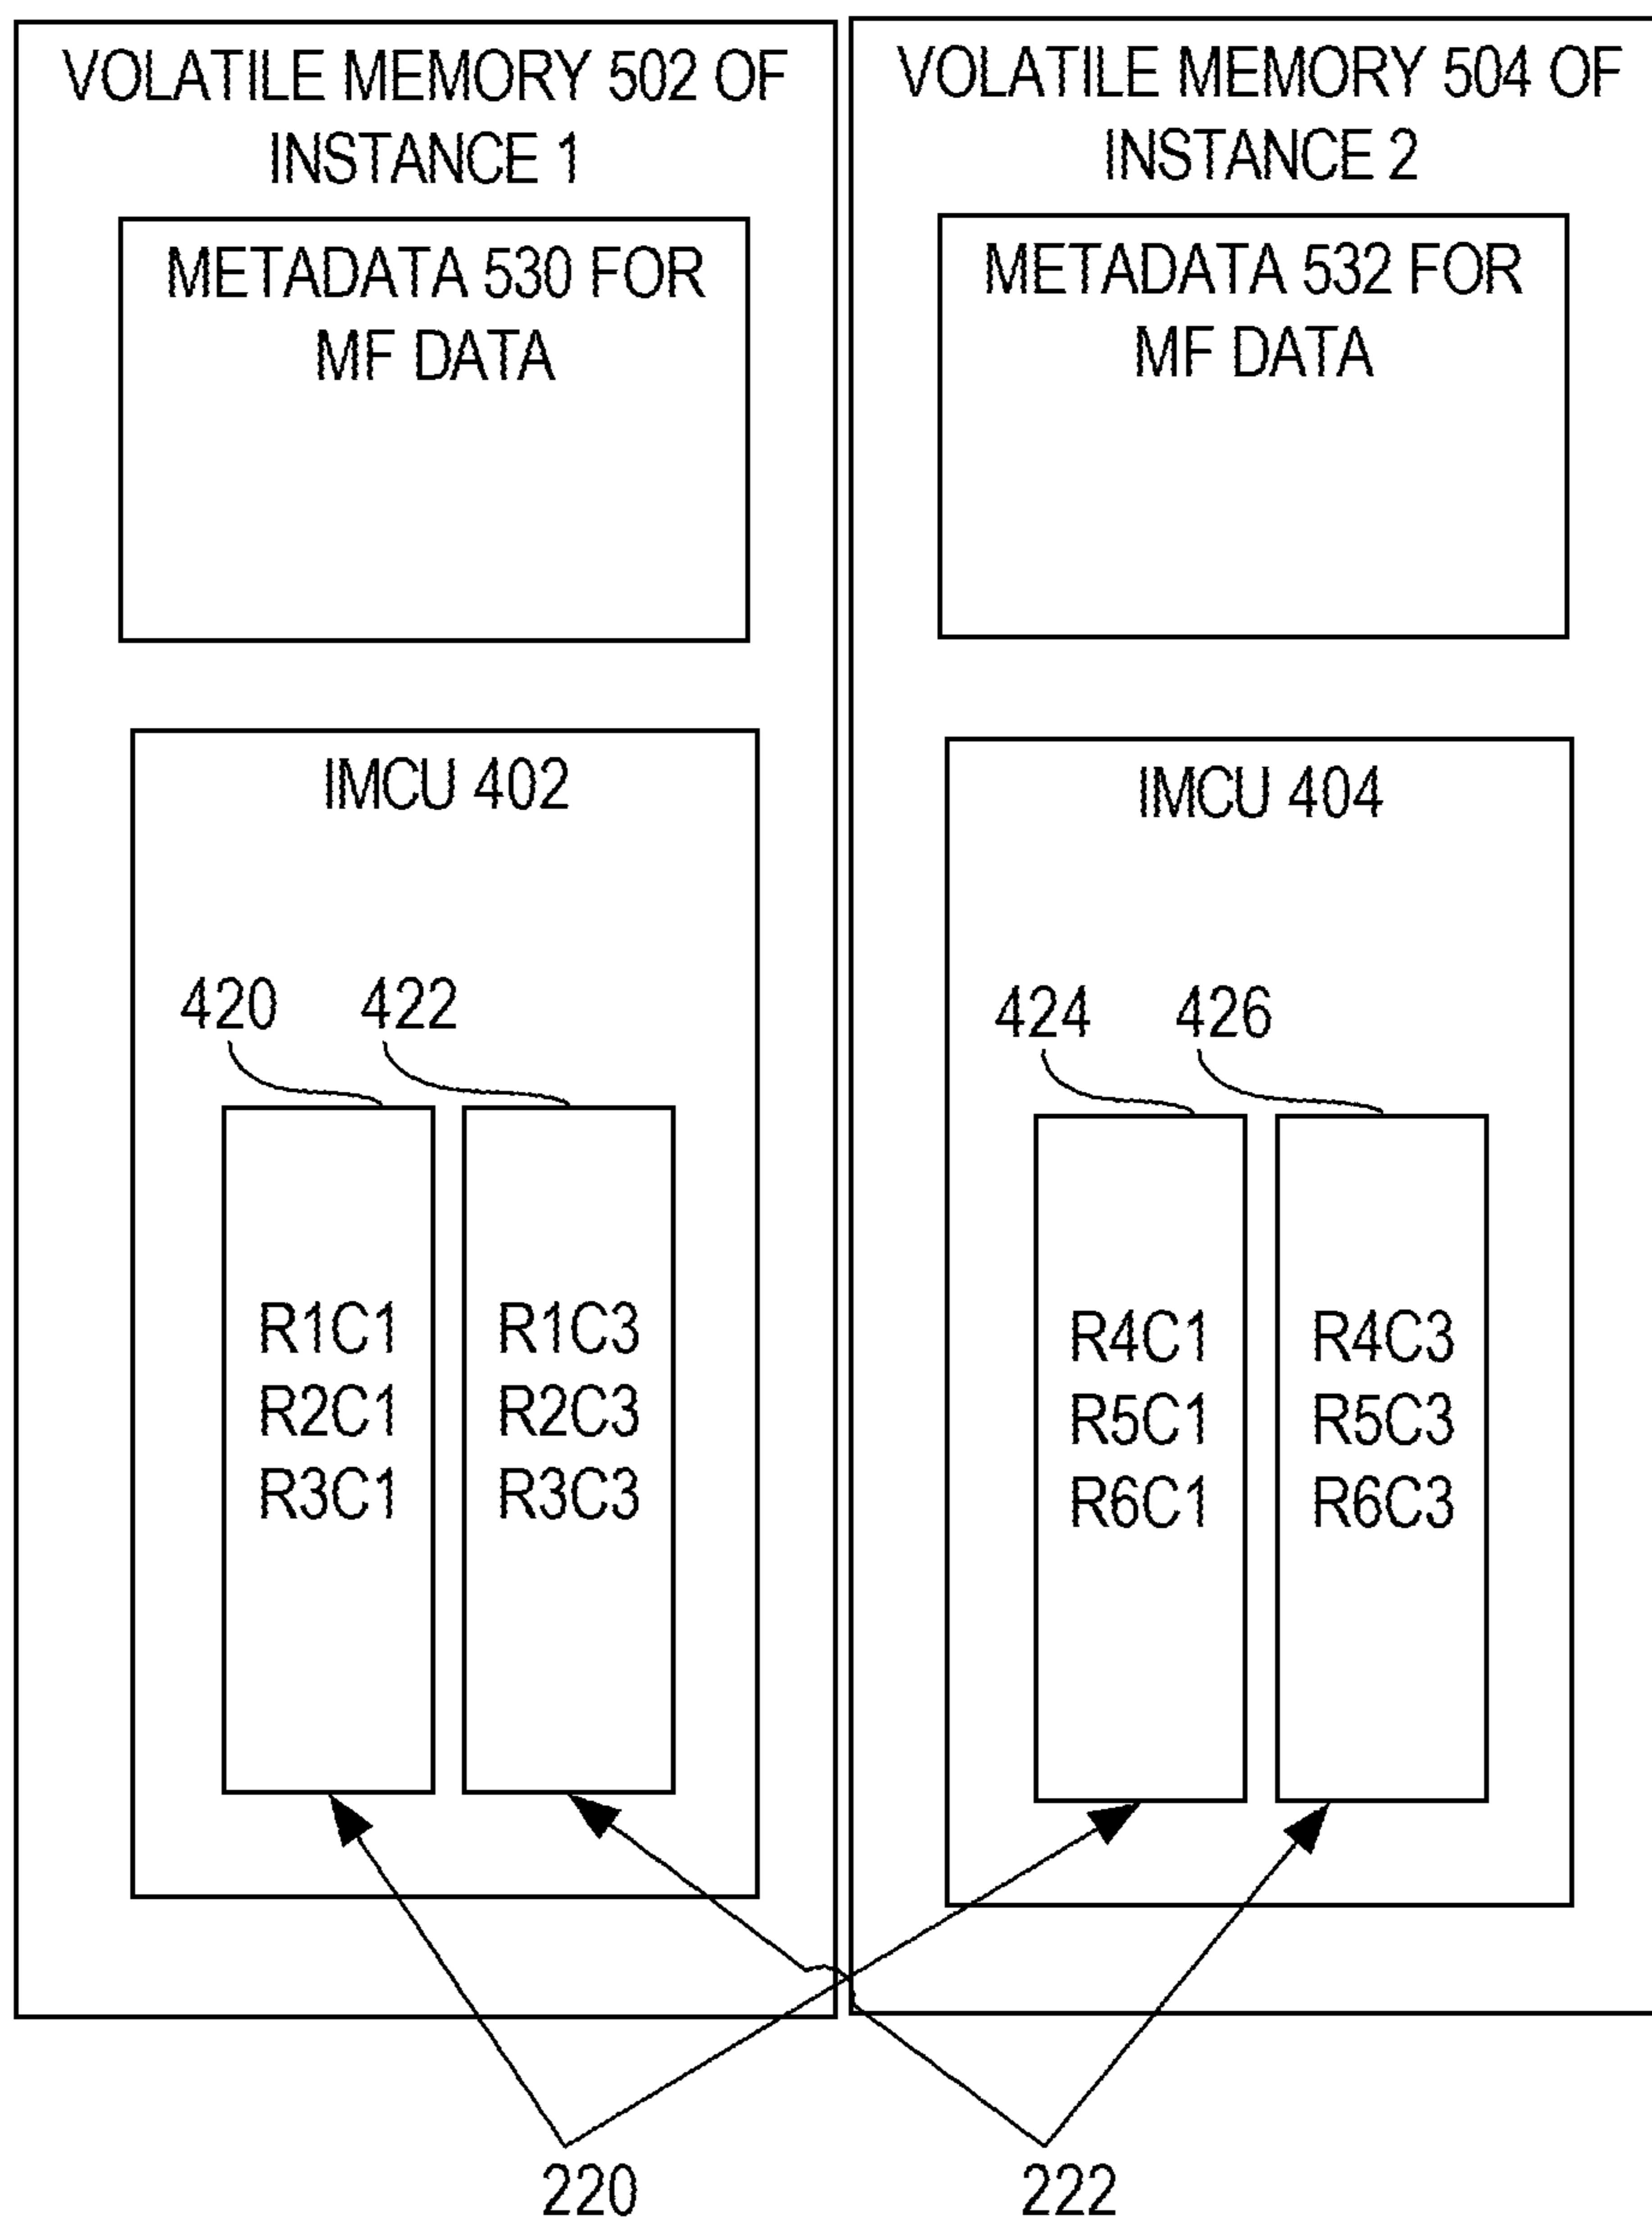 VOLATILE MEMORY 502 OF
INSTANCE 1
METADATA 530 FOR
MF DATA
IMCU 402
420
422
R1C1
R2C1
R3C1
R1C3
R2C3
R3C3
VOLATILE MEMORY 504 OF
INSTANCE 2
METADATA 532 FOR
MF DATA
IMCU 404
424
426
R4C1
R5C1
R6C1
R4C3
R5C3
R6C3
220
222